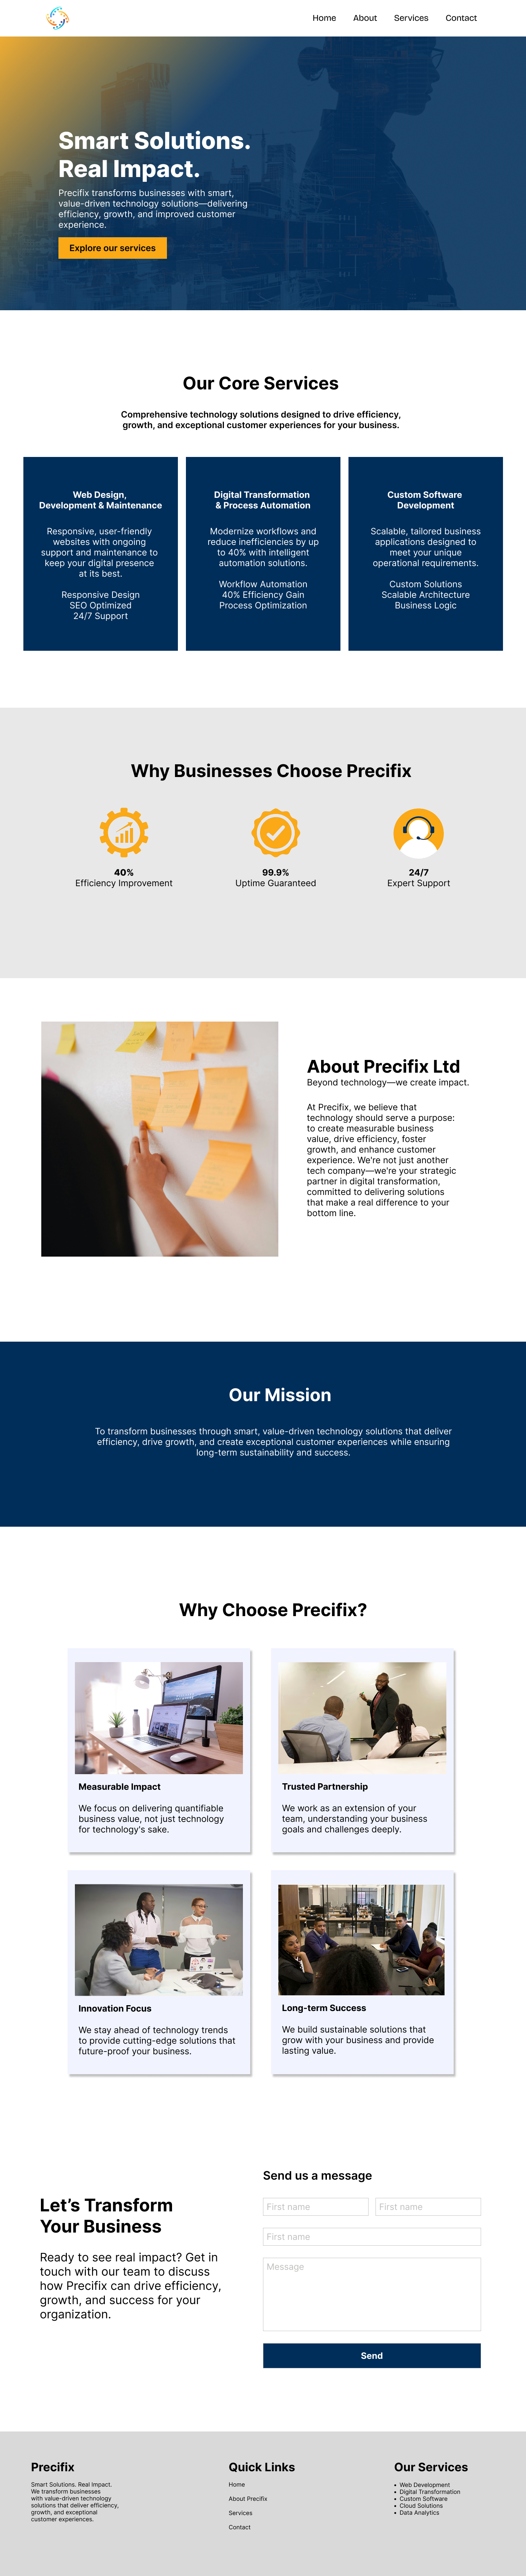 Home About Services Contact
Smart Solutions.
Real Impact.
Precifix transforms businesses with smart,
value-driven technology solutions—delivering
efficiency, growth, and improved customer
experience.
Explore our services
Our Core Services
Comprehensive technology solutions designed to drive efficiency,
growth, and exceptional customer experiences for your business.
Web Design,
Development & Maintenance
Responsive, user-friendly
websites with ongoing
support and maintenance to
keep your digital presence
at its best.
Responsive Design
SEO Optimized
24/7 Support
Digital Transformation
& Process Automation
Modernize workflows and
reduce inefficiencies by up
to 40% with intelligent
automation solutions.
Workflow Automation
40% Efficiency Gain
Process Optimization
Custom Software
Development
Scalable, tailored business
applications designed to
meet your unique
operational requirements.
Custom Solutions
Scalable Architecture
Business Logic
Why Businesses Choose Precifix
40%
Efficiency Improvement
99.9%
Uptime Guaranteed
24/7
Expert Support
About Precifix Ltd
Beyond technology—we create impact.
At Precifix, we believe that
technology should serve a purpose:
to create measurable business
value, drive efficiency, foster
growth, and enhance customer
experience. We're not just another
tech company—we're your strategic
partner in digital transformation,
committed to delivering solutions
that make a real difference to your
bottom line.
Our Mission
To transform businesses through smart, value-driven technology solutions that deliver
efficiency, drive growth, and create exceptional customer experiences while ensuring
long-term sustainability and success.
Why Choose Precifix?
Measurable Impact
We focus on delivering quantifiable
business value, not just technology
for technology's sake.
Trusted Partnership
We work as an extension of your
team, understanding your business
goals and challenges deeply.
Innovation Focus
We stay ahead of technology trends
to provide cutting-edge solutions that
future-proof your business.
Long-term Success
We build sustainable solutions that
grow with your business and provide
lasting value.
Let's Transform
Your Business
Ready to see real impact? Get in
touch with our team to discuss
how Precifix can drive efficiency,
growth, and success for your
organization.
Send us a message
First name First name
First name
Message
Send
Precifix
Smart Solutions. Real Impact.
We transform businesses
with value-driven technology
solutions that deliver efficiency,
growth, and exceptional
customer experiences.
Quick Links
Home
About Precifix
Services
Contact
Our Services
• Web Development
• Digital Transformation
• Custom Software
• Cloud Solutions
• Data Analytics